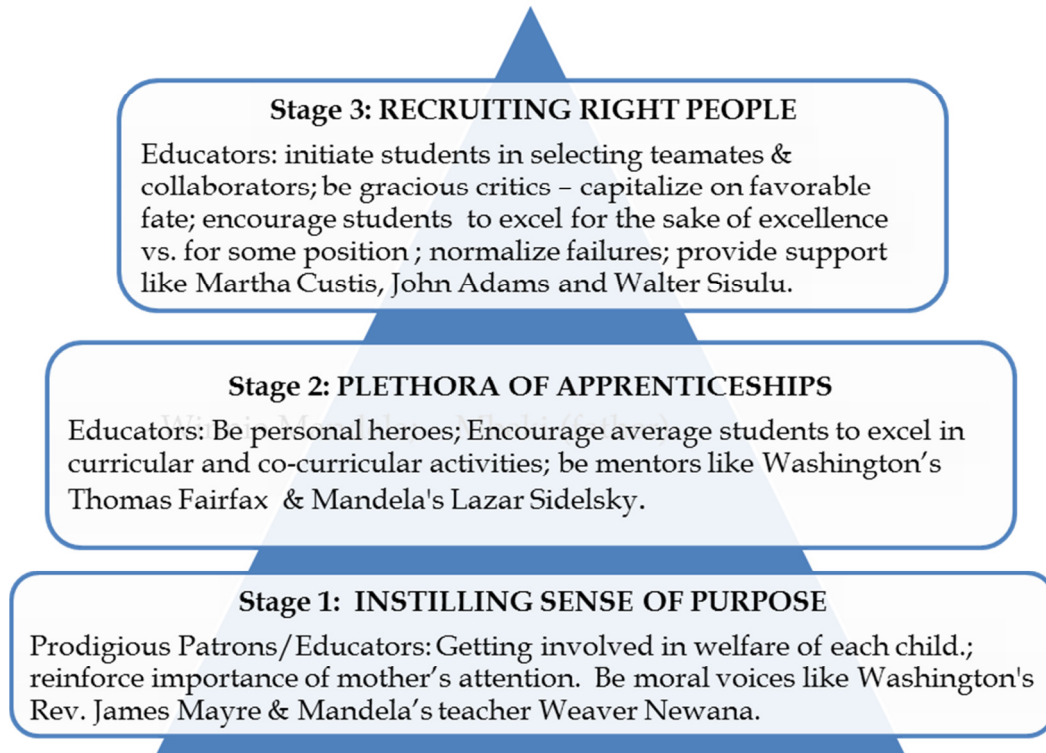 Stage 3: RECRUITING RIGHT PEOPLE
Educators: initiate students in selecting teamates &
collaborators; be gracious critics – capitalize on favorable
fate; encourage students to excel for the sake of excellence
vs. for some position ; normalize failures; provide support
like Martha Custis, John Adams and Walter Sisulu.
Stage 2: PLETHORA OF APPRENTICESHIPS
Educators: Be personal heroes; Encourage average students to excel in
curricular and co-curricular activities; be mentors like Washington’s
Thomas Fairfax & Mandela's Lazar Sidelsky.
Stage 1: INSTILLING SENSE OF PURPOSE
Prodigious Patrons/Educators: Getting involved in welfare of each child.;
reinforce importance of mother’s attention. Be moral voices like Washington's
Rev. James Mayre & Mandela’s teacher Weaver Newana.